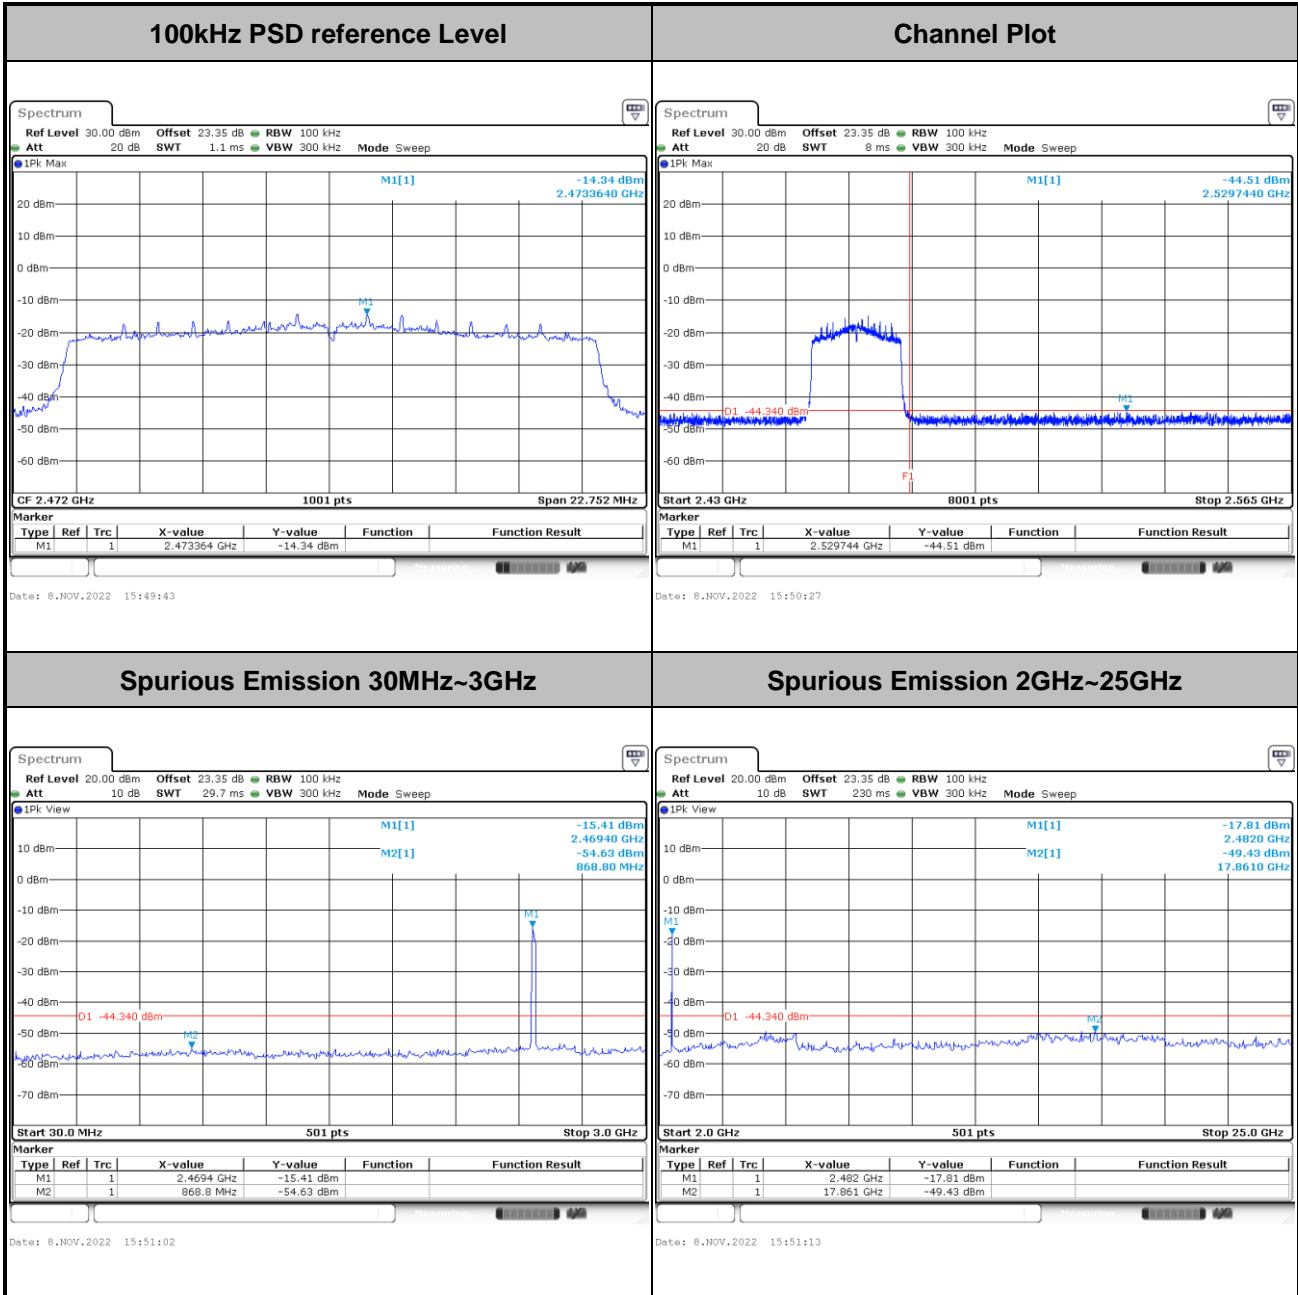 100kHz PSD reference Level
Channel Plot
Spectrum
Ref Level 30.00 dBm Offset 23.35 dB RBW 100 kHz
Att 20 dB SWT 1.1 ms VBW 300 kHz Mode Sweep
1Pk Max
M1[1] -14.34 dBm
2.4733640 GHz
20 dBm
10 dBm
0 dBm
-10 dBm
M1
-20 dBm
-30 dBm
-40 dBm
-50 dBm
-60 dBm
CF 2.472 GHz 1001 pts Span 22.752 MHz
Marker
Type Ref Trc X-value Y-value Function Function Result
M1 1 2.473364 GHz -14.34 dBm
Measuring
Date: 8.NOV.2022 15:49:43
Spectrum
Ref Level 30.00 dBm Offset 23.35 dB RBW 100 kHz
Att 20 dB SWT 8 ms VBW 300 kHz Mode Sweep
1Pk Max
M1[1] -44.51 dBm
2.5297440 GHz
20 dBm
10 dBm
0 dBm
-10 dBm
-20 dBm
-30 dBm
-40 dBm
M1
D1 -44.340 dBm
-50 dBm
-60 dBm
F1
Start 2.43 GHz 8001 pts Stop 2.565 GHz
Marker
Type Ref Trc X-value Y-value Function Function Result
M1 1 2.529744 GHz -44.51 dBm
Measuring
Date: 8.NOV.2022 15:50:27
Spurious Emission 30MHz~3GHz
Spurious Emission 2GHz~25GHz
Spectrum
Ref Level 20.00 dBm Offset 23.35 dB RBW 100 kHz
Att 10 dB SWT 29.7 ms VBW 300 kHz Mode Sweep
1Pk View
M1[1] -15.41 dBm
2.46940 GHz
10 dBm
M2[1] -54.63 dBm
868.80 MHz
0 dBm
-10 dBm
M1
-20 dBm
-30 dBm
-40 dBm
D1 -44.340 dBm
-50 dBm
M2
-60 dBm
-70 dBm
Start 30.0 MHz 501 pts Stop 3.0 GHz
Marker
Type Ref Trc X-value Y-value Function Function Result
M1 1 2.4694 GHz -15.41 dBm
M2 1 868.8 MHz -54.63 dBm
Measuring
Date: 8.NOV.2022 15:51:02
Spectrum
Ref Level 20.00 dBm Offset 23.35 dB RBW 100 kHz
Att 10 dB SWT 230 ms VBW 300 kHz Mode Sweep
1Pk View
M1[1] -17.81 dBm
2.4820 GHz
10 dBm
M2[1] -49.43 dBm
17.8610 GHz
0 dBm
-10 dBm
M1
-20 dBm
-30 dBm
-40 dBm
D1 -44.340 dBm
M2
-50 dBm
-60 dBm
-70 dBm
Start 2.0 GHz 501 pts Stop 25.0 GHz
Marker
Type Ref Trc X-value Y-value Function Function Result
M1 1 2.482 GHz -17.81 dBm
M2 1 17.861 GHz -49.43 dBm
Measuring
Date: 8.NOV.2022 15:51:13